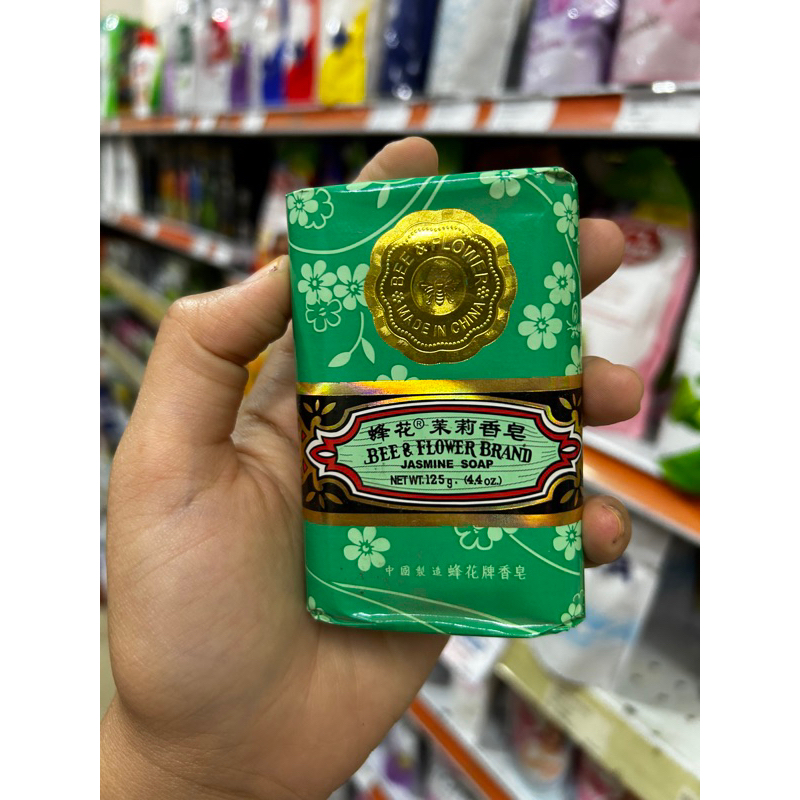 BEE & FLOWER
MADE IN CHINA
蜂花® 茉莉香皂
BEE & FLOWER BRAND
JASMINE SOAP
NET WT. 125g. (4.4 oz.)
中國製造 蜂花牌香皂